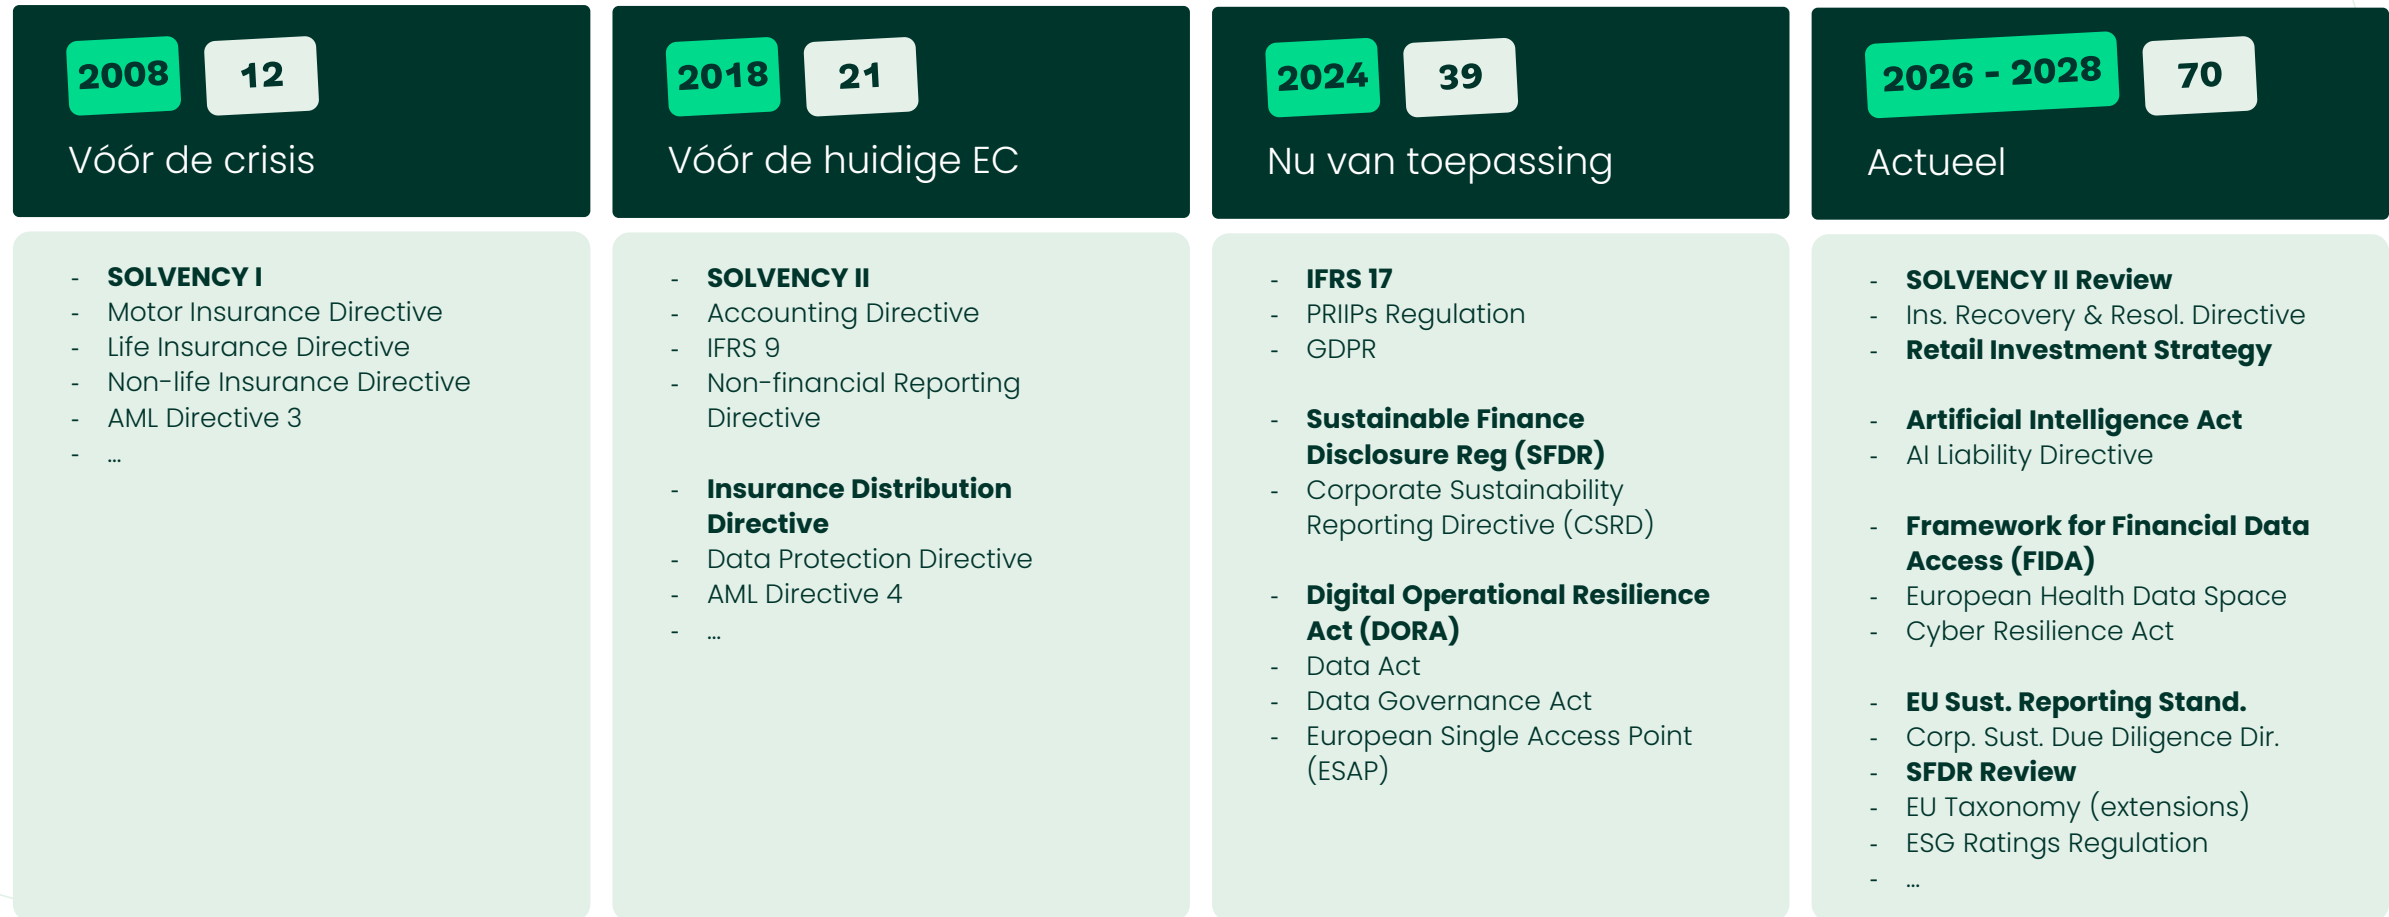 2008 12
Vóór de crisis
- SOLVENCY I
- Motor Insurance Directive
- Life Insurance Directive
- Non-life Insurance Directive
- AML Directive 3
- ...
2018 21
Vóór de huidige EC
- SOLVENCY II
- Accounting Directive
- IFRS 9
- Non-financial Reporting
Directive
- Insurance Distribution
Directive
- Data Protection Directive
- AML Directive 4
- ...
2024 39
Nu van toepassing
- IFRS 17
- PRIIPs Regulation
- GDPR
- Sustainable Finance
Disclosure Reg (SFDR)
- Corporate Sustainability
Reporting Directive (CSRD)
- Digital Operational Resilience
Act (DORA)
- Data Act
- Data Governance Act
- European Single Access Point
(ESAP)
2026 - 2028 70
Actueel
- SOLVENCY II Review
- Ins. Recovery & Resol. Directive
- Retail Investment Strategy
- Artificial Intelligence Act
- AI Liability Directive
- Framework for Financial Data
Access (FIDA)
- European Health Data Space
- Cyber Resilience Act
- EU Sust. Reporting Stand.
- Corp. Sust. Due Diligence Dir.
- SFDR Review
- EU Taxonomy (extensions)
- ESG Ratings Regulation
- ...